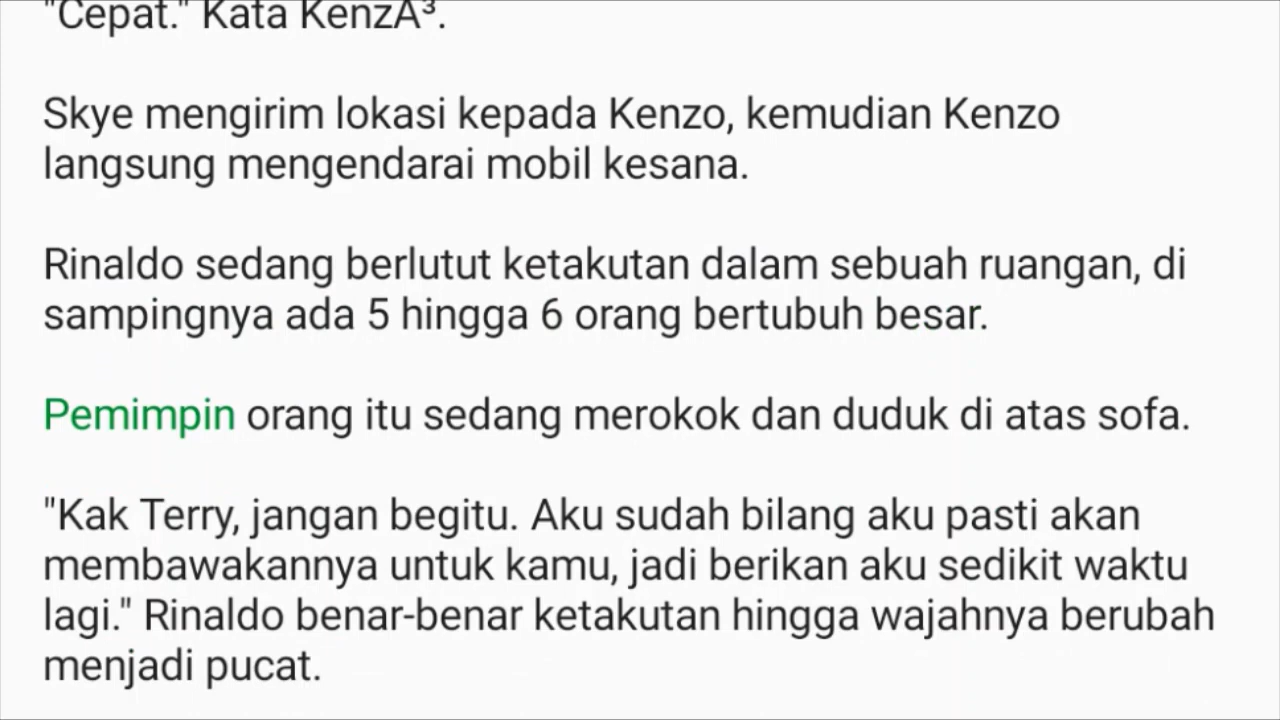 "Cepat." Kata KenzÃ³.
Skye mengirim lokasi kepada Kenzo, kemudian Kenzo
langsung mengendarai mobil kesana.
Rinaldo sedang berlutut ketakutan dalam sebuah ruangan, di
sampingnya ada 5 hingga 6 orang bertubuh besar.
Pemimpin orang itu sedang merokok dan duduk di atas sofa.
"Kak Terry, jangan begitu. Aku sudah bilang aku pasti akan
membawakannya untuk kamu, jadi berikan aku sedikit waktu
lagi." Rinaldo benar-benar ketakutan hingga wajahnya berubah
menjadi pucat.